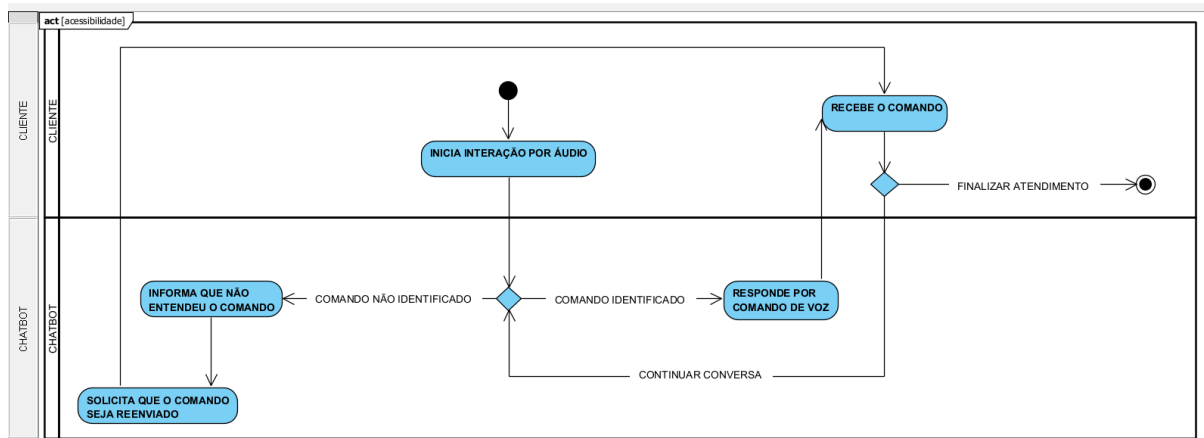 act [acessibilidade]
CLIENTE
CLIENTE
INICIA INTERAÇÃO POR ÁUDIO
RECEBE O COMANDO
FINALIZAR ATENDIMENTO
CHATBOT
CHATBOT
INFORMA QUE NÃO
ENTENDEU O COMANDO
COMANDO NÃO IDENTIFICADO
COMANDO IDENTIFICADO
RESPONDE POR
COMANDO DE VOZ
CONTINUAR CONVERSA
SOLICITA QUE O COMANDO
SEJA REENVIADO